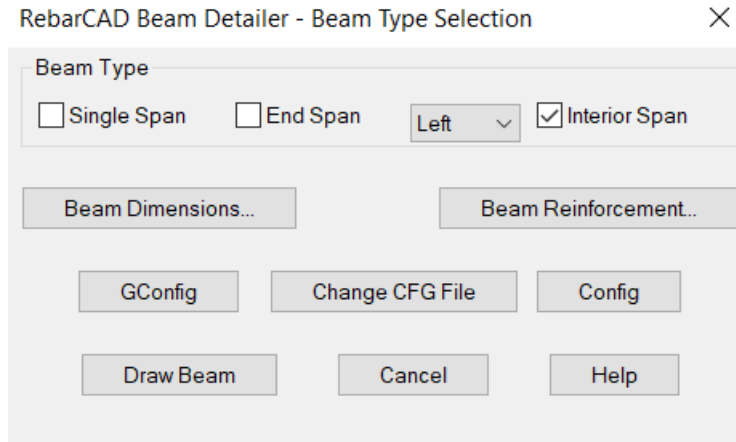 RebarCAD Beam Detailer - Beam Type Selection
Beam Type
Single Span End Span Left Interior Span
Beam Dimensions... Beam Reinforcement...
GConfig Change CFG File Config
Draw Beam Cancel Help